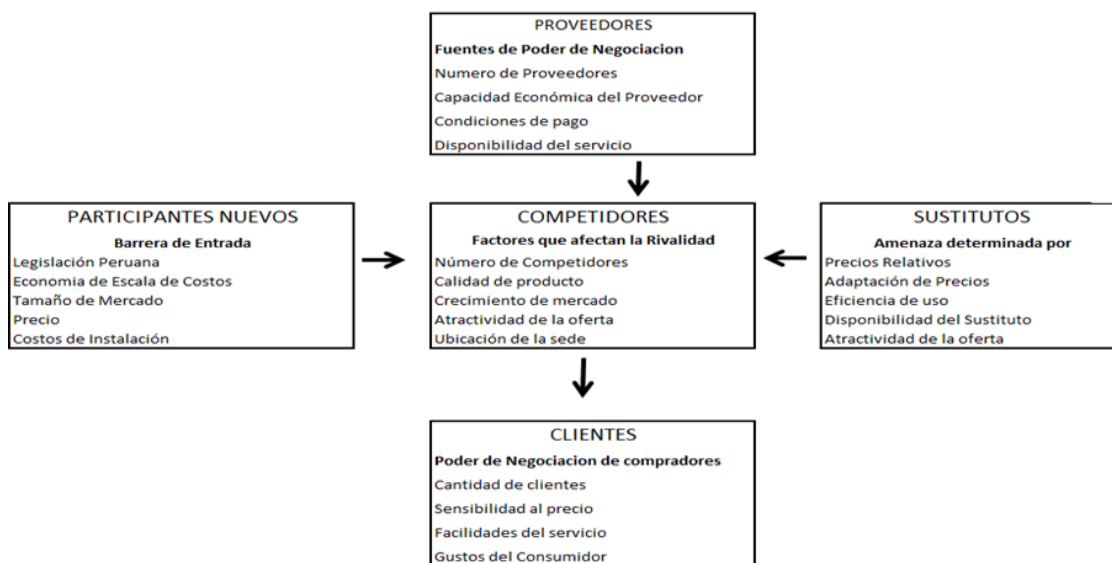 PROVEEDORES
Fuentes de Poder de Negociacion
Numero de Proveedores
Capacidad Económica del Proveedor
Condiciones de pago
Disponibilidad del servicio
PARTICIPANTES NUEVOS
Barrera de Entrada
Legislación Peruana
Economia de Escala de Costos
Tamaño de Mercado
Precio
Costos de Instalación
COMPETIDORES
Factores que afectan la Rivalidad
Número de Competidores
Calidad de producto
Crecimiento de mercado
Atractividad de la oferta
Ubicación de la sede
SUSTITUTOS
Amenaza determinada por
Precios Relativos
Adaptación de Precios
Eficiencia de uso
Disponibilidad del Sustituto
Atractividad de la oferta
CLIENTES
Poder de Negociacion de compradores
Cantidad de clientes
Sensibilidad al precio
Facilidades del servicio
Gustos del Consumidor